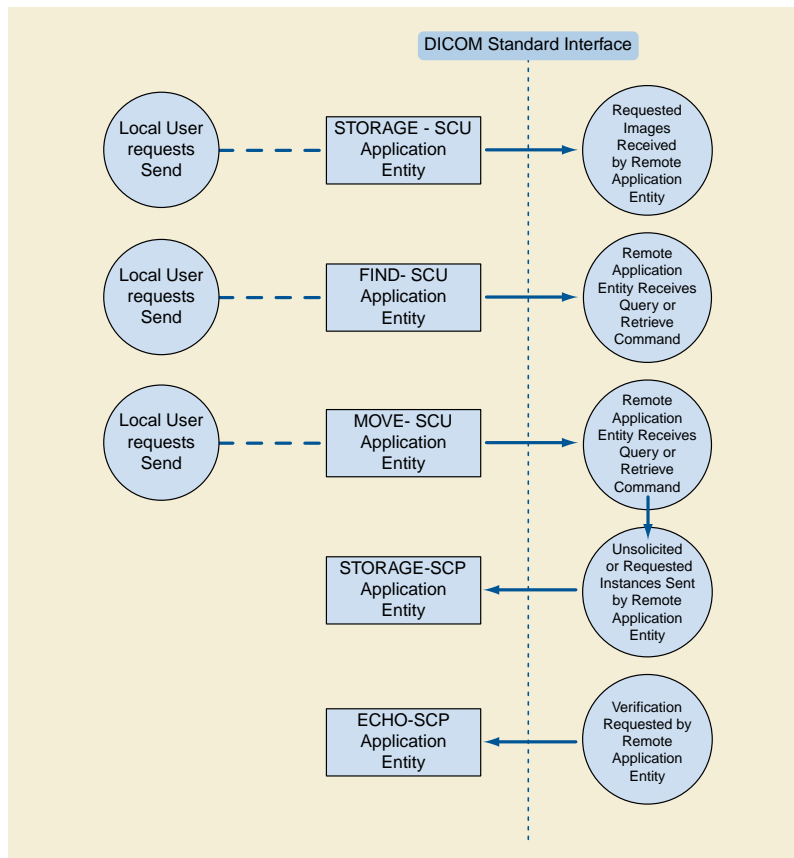 DICOM Standard Interface
Local User
requests
Send
STORAGE - SCU
Application
Entity
Requested
Images
Received
by Remote
Application
Entity
Local User
requests
Send
FIND- SCU
Application
Entity
Remote
Application
Entity Receives
Query or
Retrieve
Command
Local User
requests
Send
MOVE- SCU
Application
Entity
Remote
Application
Entity Receives
Query or
Retrieve
Command
STORAGE-SCP
Application
Entity
Unsolicited
or Requested
Instances Sent
by Remote
Application
Entity
ECHO-SCP
Application
Entity
Verification
Requested by
Remote
Application
Entity